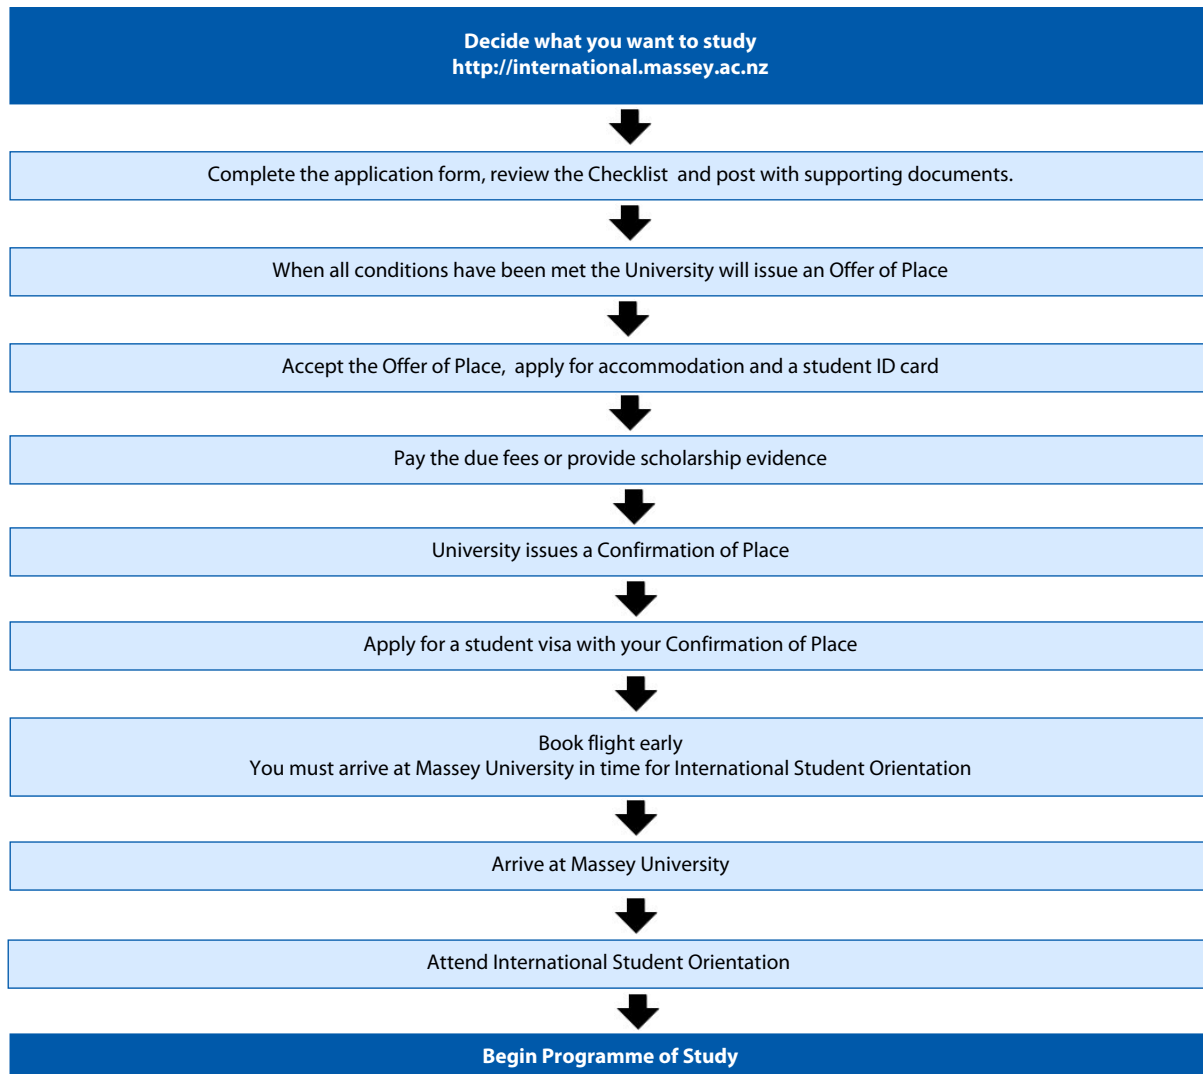 Decide what you want to study
http://international.massey.ac.nz
Complete the application form, review the Checklist and post with supporting documents.
When all conditions have been met the University will issue an Offer of Place
Accept the Offer of Place, apply for accommodation and a student ID card
Pay the due fees or provide scholarship evidence
University issues a Confirmation of Place
Apply for a student visa with your Confirmation of Place
Book flight early
You must arrive at Massey University in time for International Student Orientation
Arrive at Massey University
Attend International Student Orientation
Begin Programme of Study